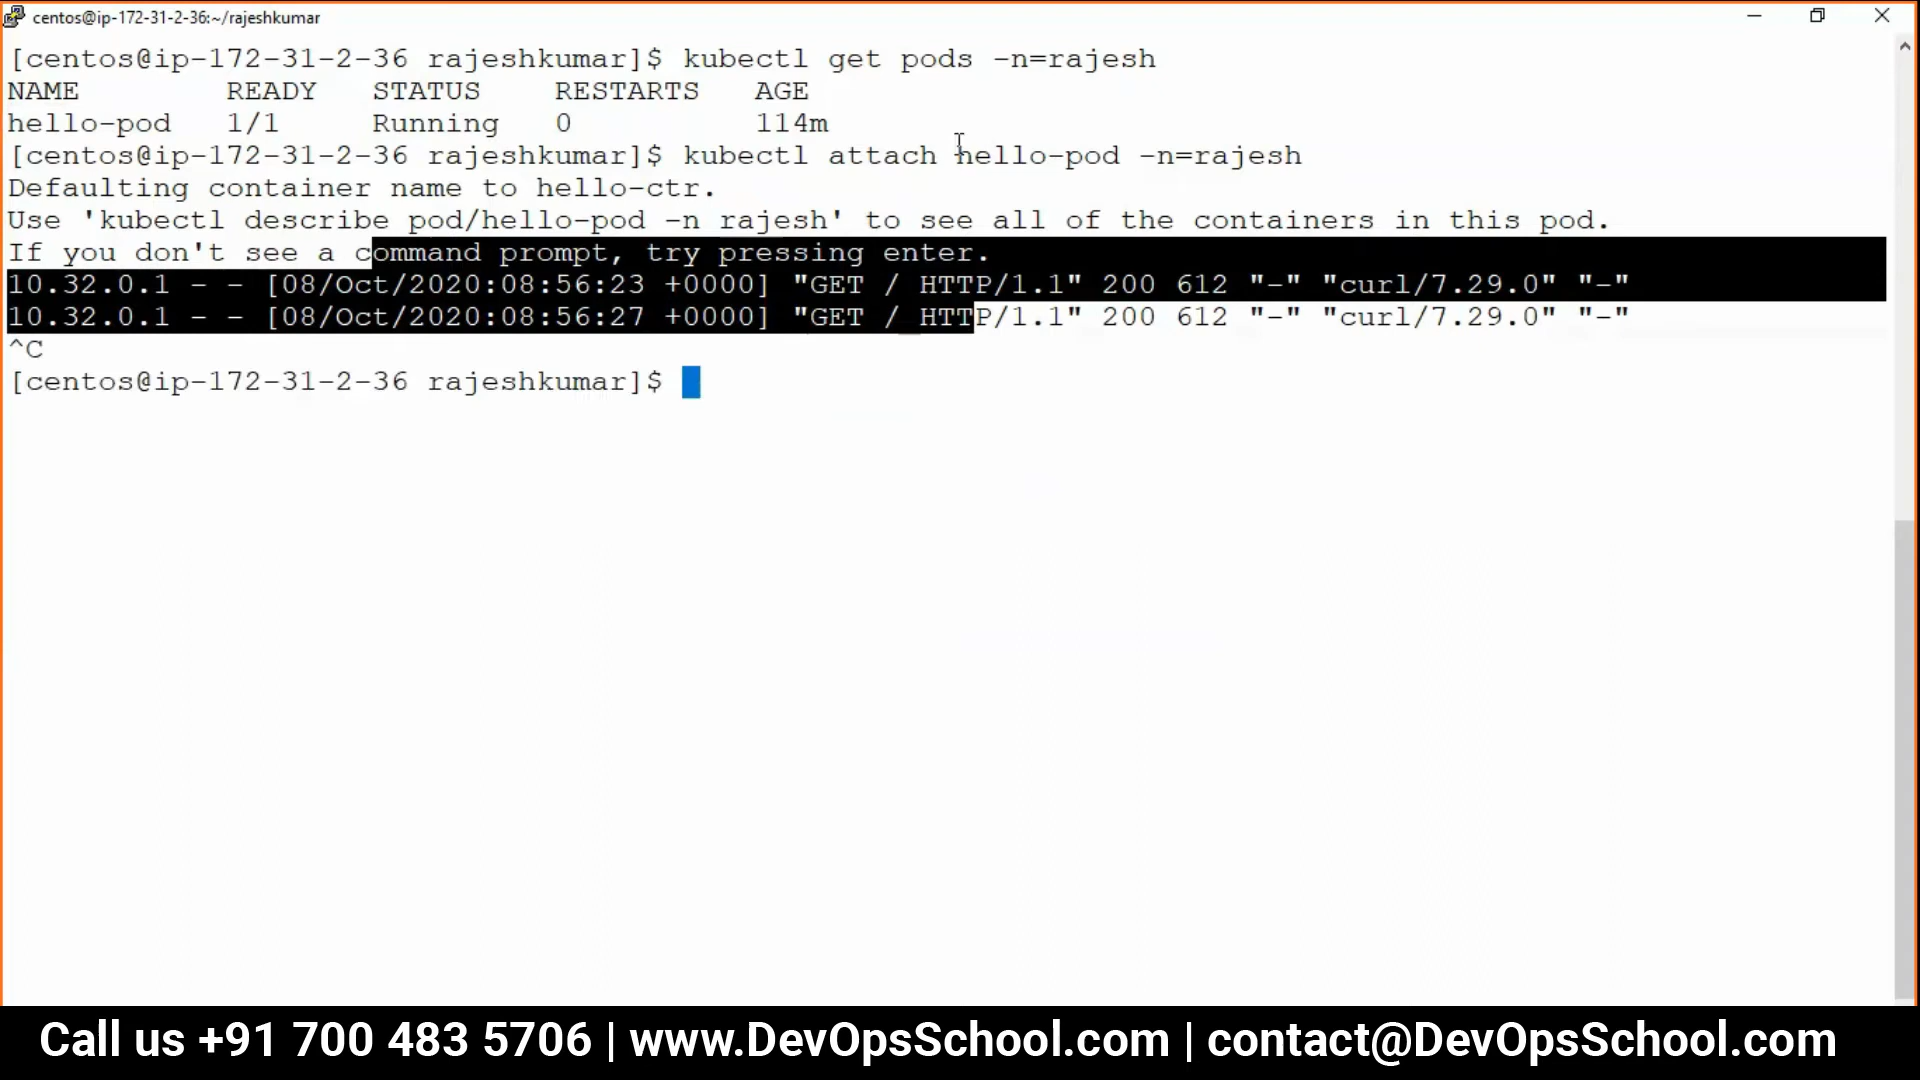 centos@ip-172-31-2-36:~/rajeshkumar
[centos@ip-172-31-2-36 rajeshkumar]$ kubectl get pods -n=rajesh
NAME READY STATUS RESTARTS AGE
hello-pod 1/1 Running 0 114m
[centos@ip-172-31-2-36 rajeshkumar]$ kubectl attach hello-pod -n=rajesh
Defaulting container name to hello-ctr.
Use 'kubectl describe pod/hello-pod -n rajesh' to see all of the containers in this pod.
If you don't see a command prompt, try pressing enter.
10.32.0.1 - - [08/Oct/2020:08:56:23 +0000] "GET / HTTP/1.1" 200 612 "-" "curl/7.29.0" "-"
10.32.0.1 - - [08/Oct/2020:08:56:27 +0000] "GET / HTTP/1.1" 200 612 "-" "curl/7.29.0" "-"
^C
[centos@ip-172-31-2-36 rajeshkumar]$
Call us +91 700 483 5706 | www.DevOpsSchool.com | contact@DevOpsSchool.com